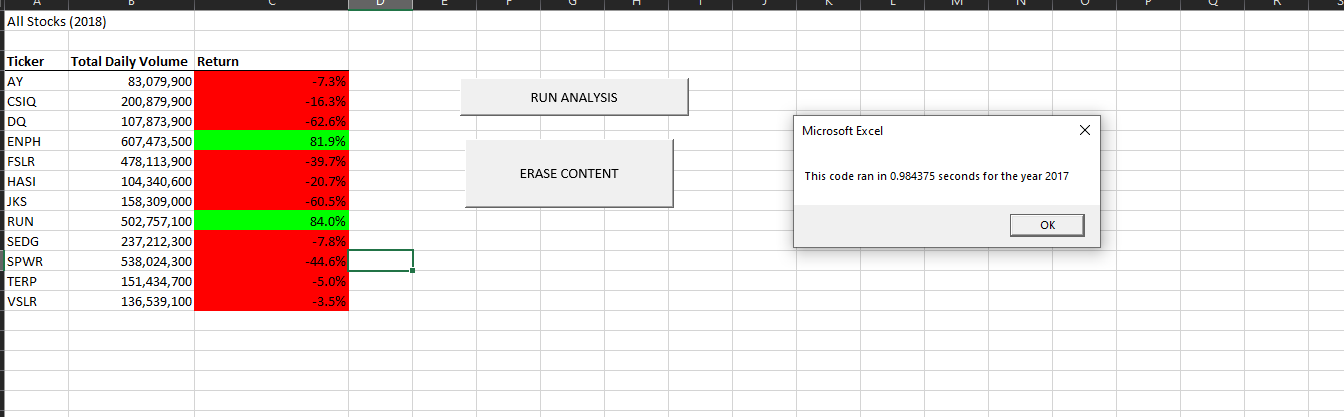 A B C D E F G H I J K L M N O P Q R S
All Stocks (2018)
Ticker Total Daily Volume Return
AY 83,079,900 -7.3%
CSIQ 200,879,900 -16.3%
DQ 107,873,900 -62.6%
ENPH 607,473,500 81.9%
FSLR 478,113,900 -39.7%
HASI 104,340,600 -20.7%
JKS 158,309,000 -60.5%
RUN 502,757,100 84.0%
SEDG 237,212,300 -7.8%
SPWR 538,024,300 -44.6%
TERP 151,434,700 -5.0%
VSLR 136,539,100 -3.5%
RUN ANALYSIS
ERASE CONTENT
Microsoft Excel
This code ran in 0.984375 seconds for the year 2017
OK